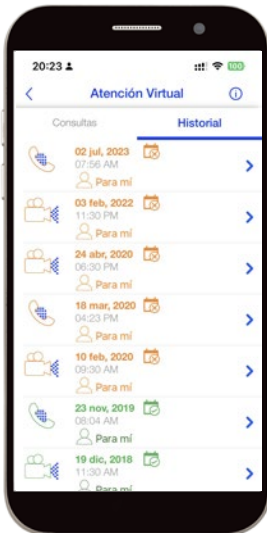 20:23
100
Atención Virtual
Consultas
Historial
02 jul, 2023
07:56 AM
Para mí
03 feb, 2022
11:30 PM
Para mí
24 abr, 2020
06:30 PM
Para mí
18 mar, 2020
04:23 PM
Para mí
10 feb, 2020
09:30 AM
Para mí
23 nov, 2019
08:04 AM
Para mí
19 dic, 2018
11:30 AM
Para mí